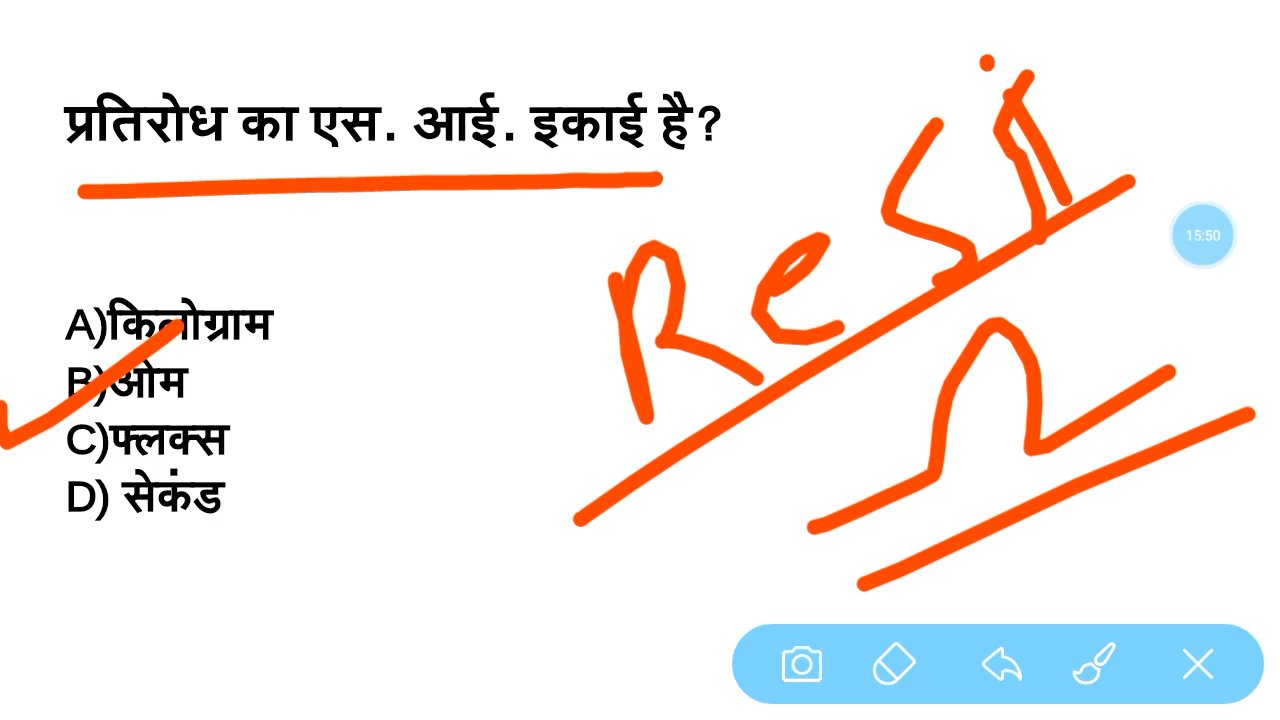 प्रतिरोध का एस. आई. इकाई है?
Resi
Ω
15:50
A)किलोग्राम
B)ओम
C)फ्लक्स
D) सेकंड